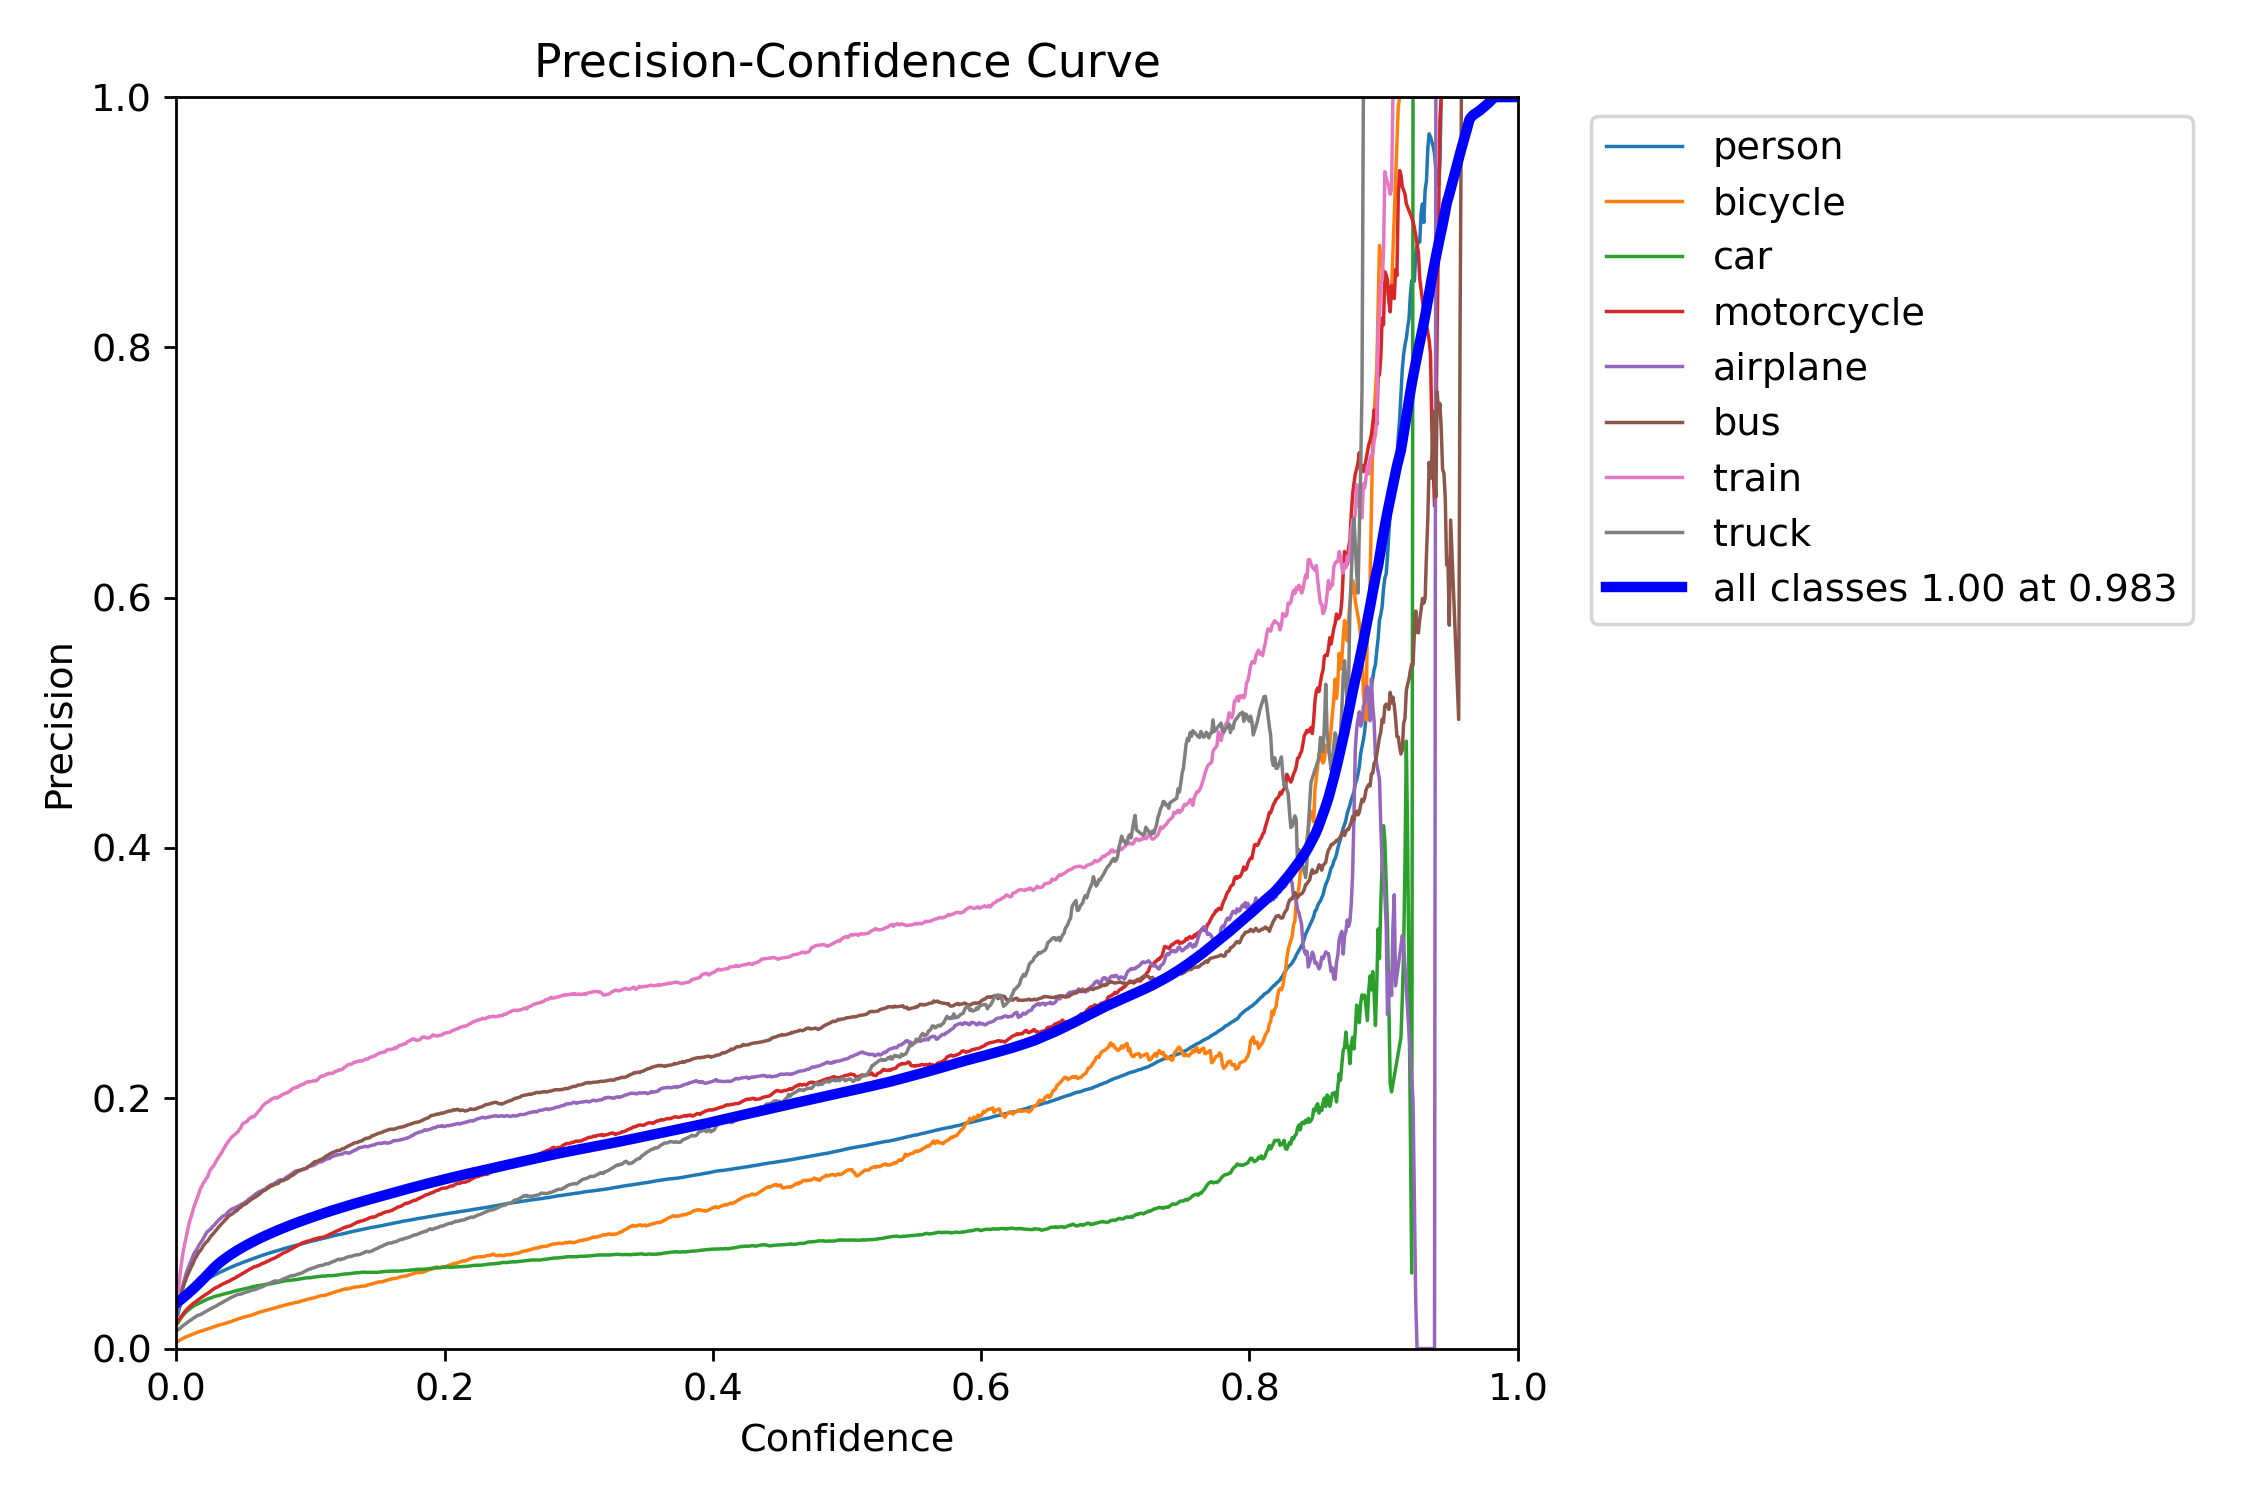 Precision-Confidence Curve
1.0
0.8
0.6
0.4
0.2
0.0
Precision
0.0 0.2 0.4 0.6 0.8 1.0
Confidence
person
bicycle
car
motorcycle
airplane
bus
train
truck
all classes 1.00 at 0.983